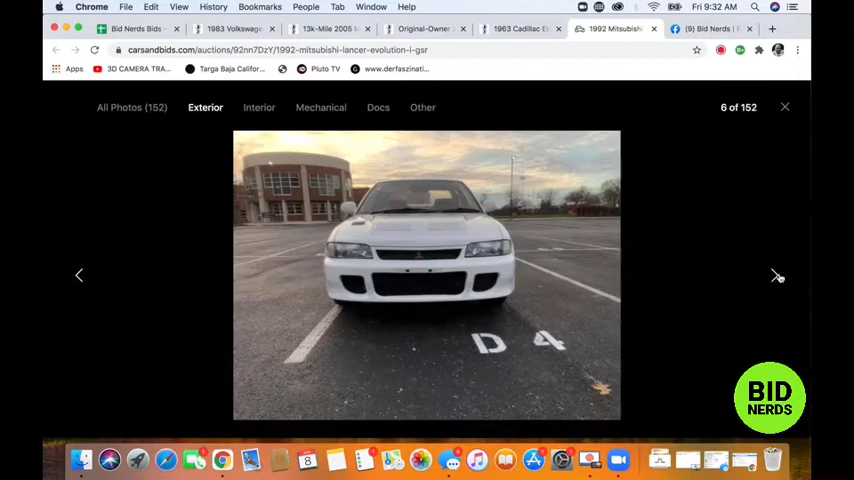 Chrome File Edit View History Bookmarks People Tab Window Help Fri 9:32 AM
Bid Nerds Bids - 1983 Volkswage 13k-Mile 2005 M Original-Owner 1963 Cadillac El 1992 Mitsubishi (9) Bid Nerds | F
carsandbids.com/auctions/92nn7DzY/1992-mitsubishi-lancer-evolution-i-gsr
Apps 3D CAMERA TRA... Targa Baja Califor... Pluto TV www.derfaszinati...
All Photos (152) Exterior Interior Mechanical Docs Other 6 of 152
D 4
BID
NERDS
8